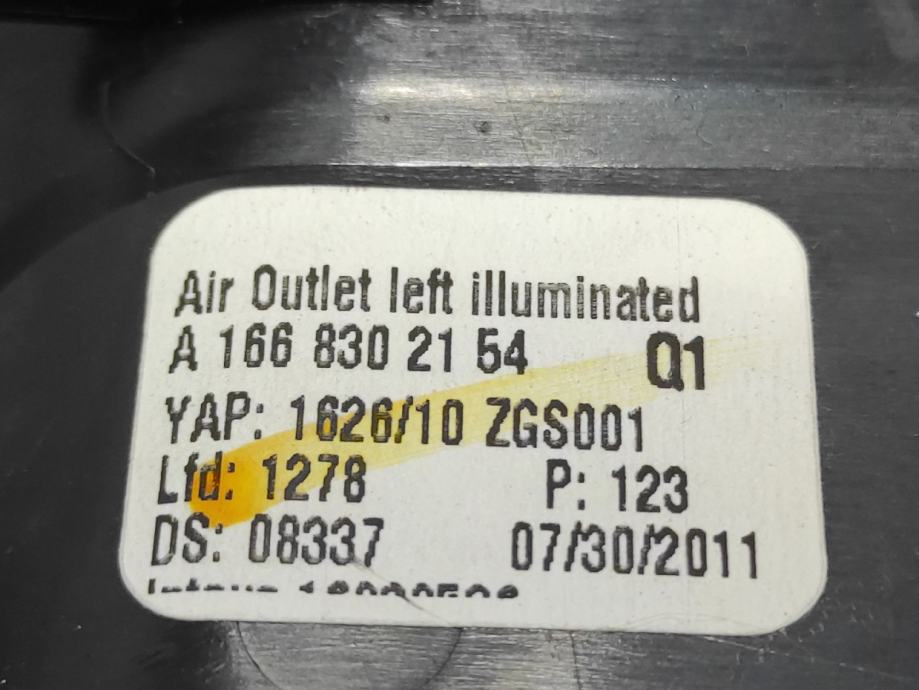 Air Outlet left illuminated
A 166 830 21 54 Q1
YAP: 1626/10 ZGS001
Lfd: 1278 P: 123
DS: 08337 07/30/2011